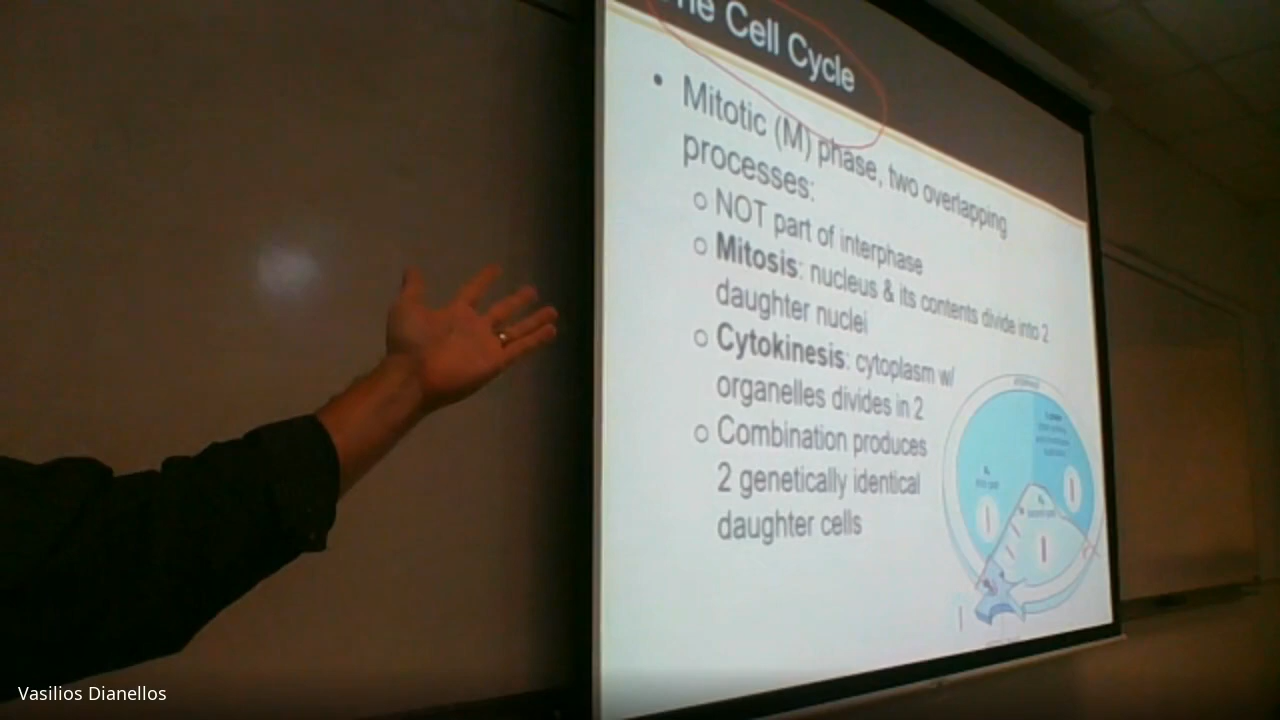 he Cell Cycle
• Mitotic (M) phase, two overlapping
processes:
○ NOT part of interphase
○ Mitosis: nucleus & its contents divide into 2
daughter nuclei
○ Cytokinesis: cytoplasm w/
organelles divides in 2
○ Combination produces
2 genetically identical
daughter cells
Vasilios Dianellos